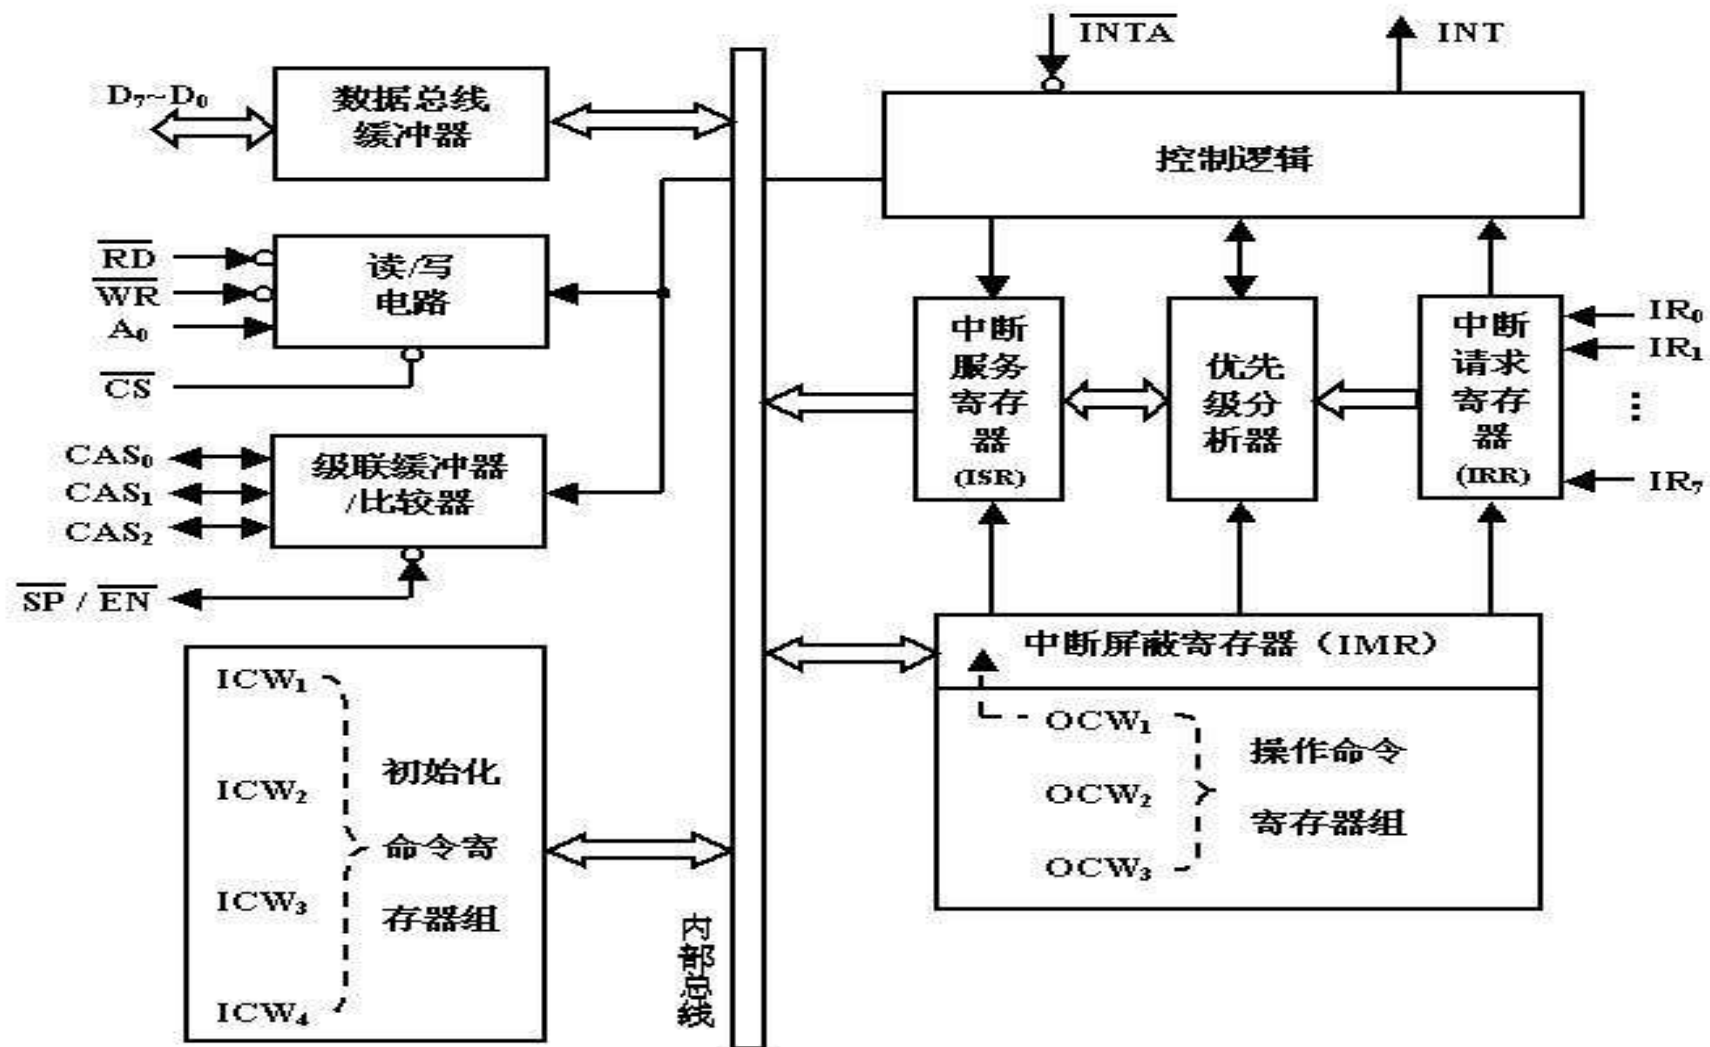 INTA
INT
D7~D0
数据总线
缓冲器
控制逻辑
RD
WR
A0
CS
读/写
电路
中断
服务
寄存
器
(ISR)
优先
级分
析器
中断
请求
寄存
器
(IRR)
IR0
IR1
⋮
IR7
CAS0
CAS1
CAS2
级联缓冲器
/比较器
SP / EN
中断屏蔽寄存器（IMR）
ICW1
ICW2
ICW3
ICW4
初始化
命令寄
存器组
OCW1
OCW2
OCW3
操作命令
寄存器组
内部总线